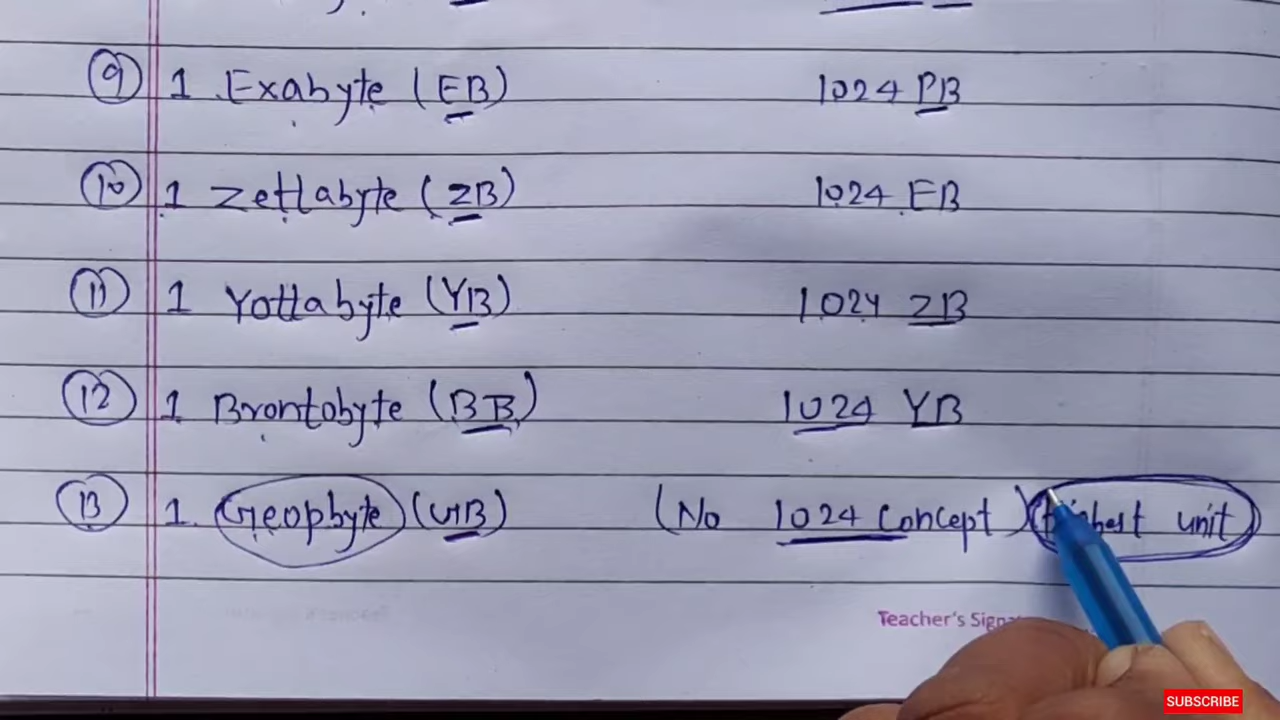 9 1 Exabyte (EB) 1024 PB
10 1 Zettabyte (ZB) 1024 EB
11 1 Yottabyte (YB) 1024 ZB
12 1 Brontobyte (BB) 1024 YB
13 1. Geopbyte (GB) (No 1024 Concept) Highest unit
Teacher's
SUBSCRIBE